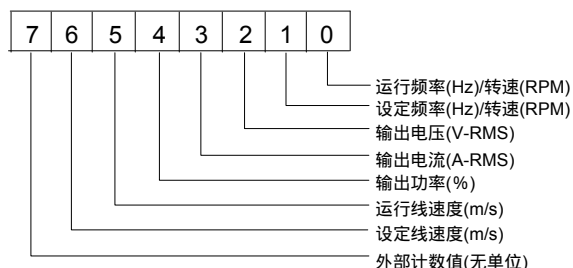 7 6 5 4 3 2 1 0
运行频率(Hz)/转速(RPM)
设定频率(Hz)/转速(RPM)
输出电压(V-RMS)
输出电流(A-RMS)
输出功率(%)
运行线速度(m/s)
设定线速度(m/s)
外部计数值(无单位)